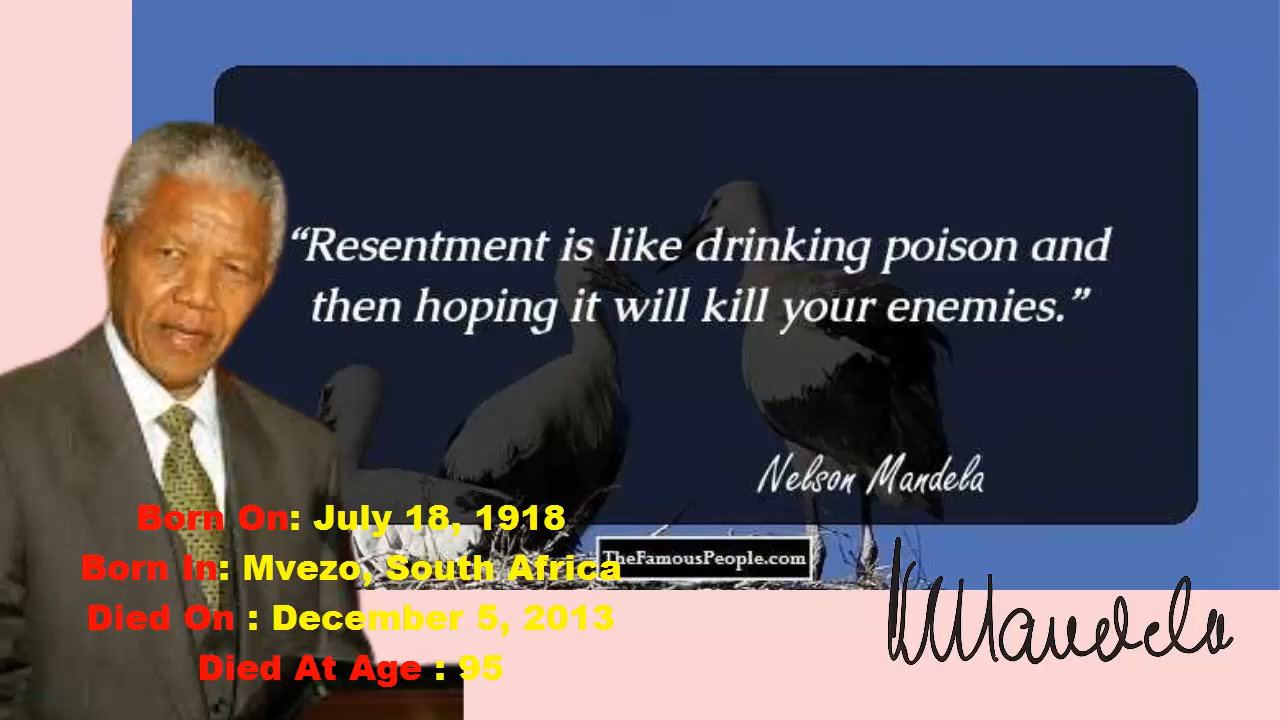 “Resentment is like drinking poison and
then hoping it will kill your enemies.”
Nelson Mandela
Born On: July 18, 1918
Born In: Mvezo, South Africa
TheFamousPeople.com
Died On : December 5, 2013
Died At Age : 95
NMandela